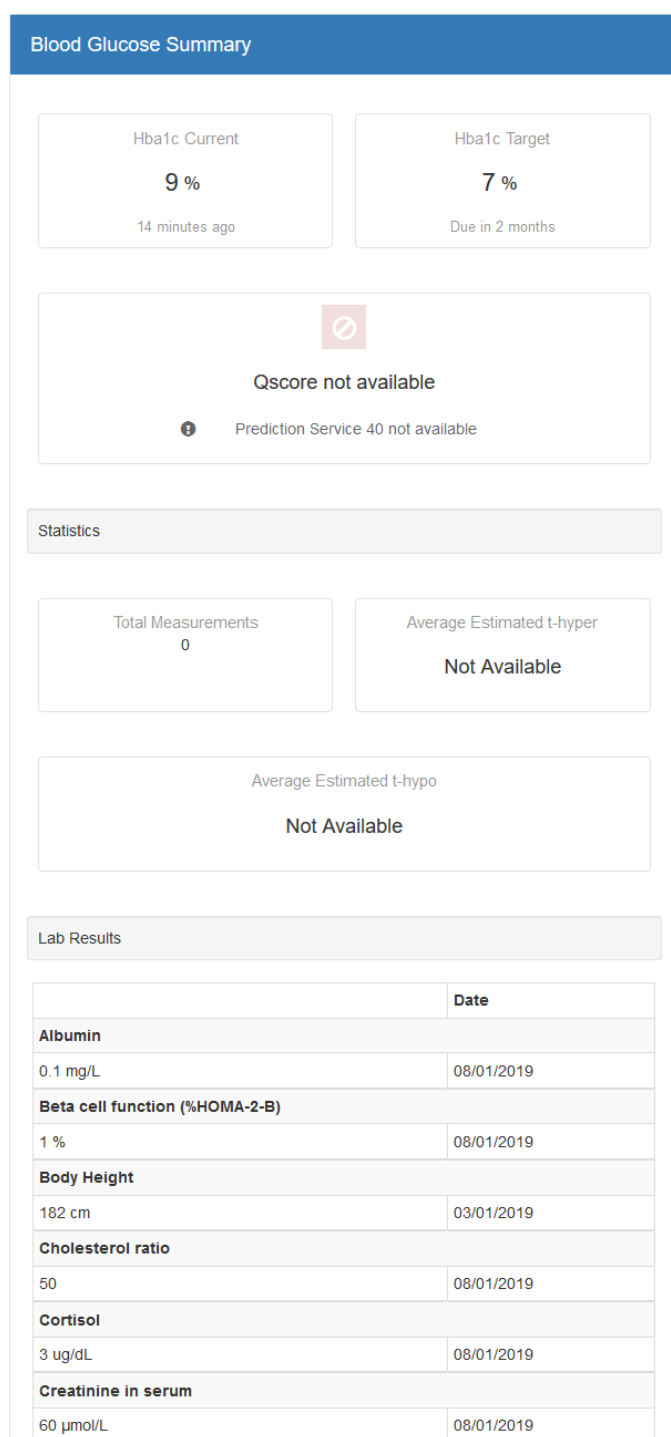 Blood Glucose Summary
Hba1c Current
9 %
14 minutes ago
Hba1c Target
7 %
Due in 2 months
Qscore not available
Prediction Service 40 not available
Statistics
Total Measurements
0
Average Estimated t-hyper
Not Available
Average Estimated t-hypo
Not Available
Lab Results
Date
Albumin
0.1 mg/L 08/01/2019
Beta cell function (%HOMA-2-B)
1 % 08/01/2019
Body Height
182 cm 03/01/2019
Cholesterol ratio
50 08/01/2019
Cortisol
3 ug/dL 08/01/2019
Creatinine in serum
60 µmol/L 08/01/2019